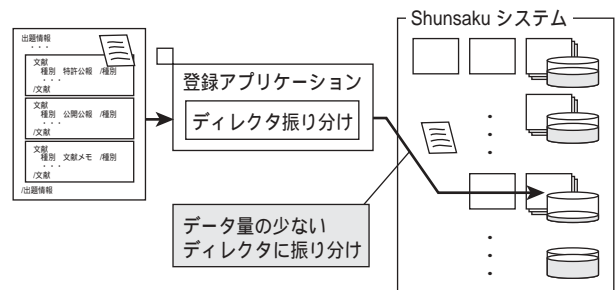 出題情報
・・・
文献
種別 特許公報 /種別
・・・
/文献
文献
種別 公開公報 /種別
・・・
/文献
文献
種別 文献メモ /種別
・・・
/文献
/出題情報
登録アプリケーション
ディレクタ振り分け
データ量の少ない
ディレクタに振り分け
Shunsaku システム